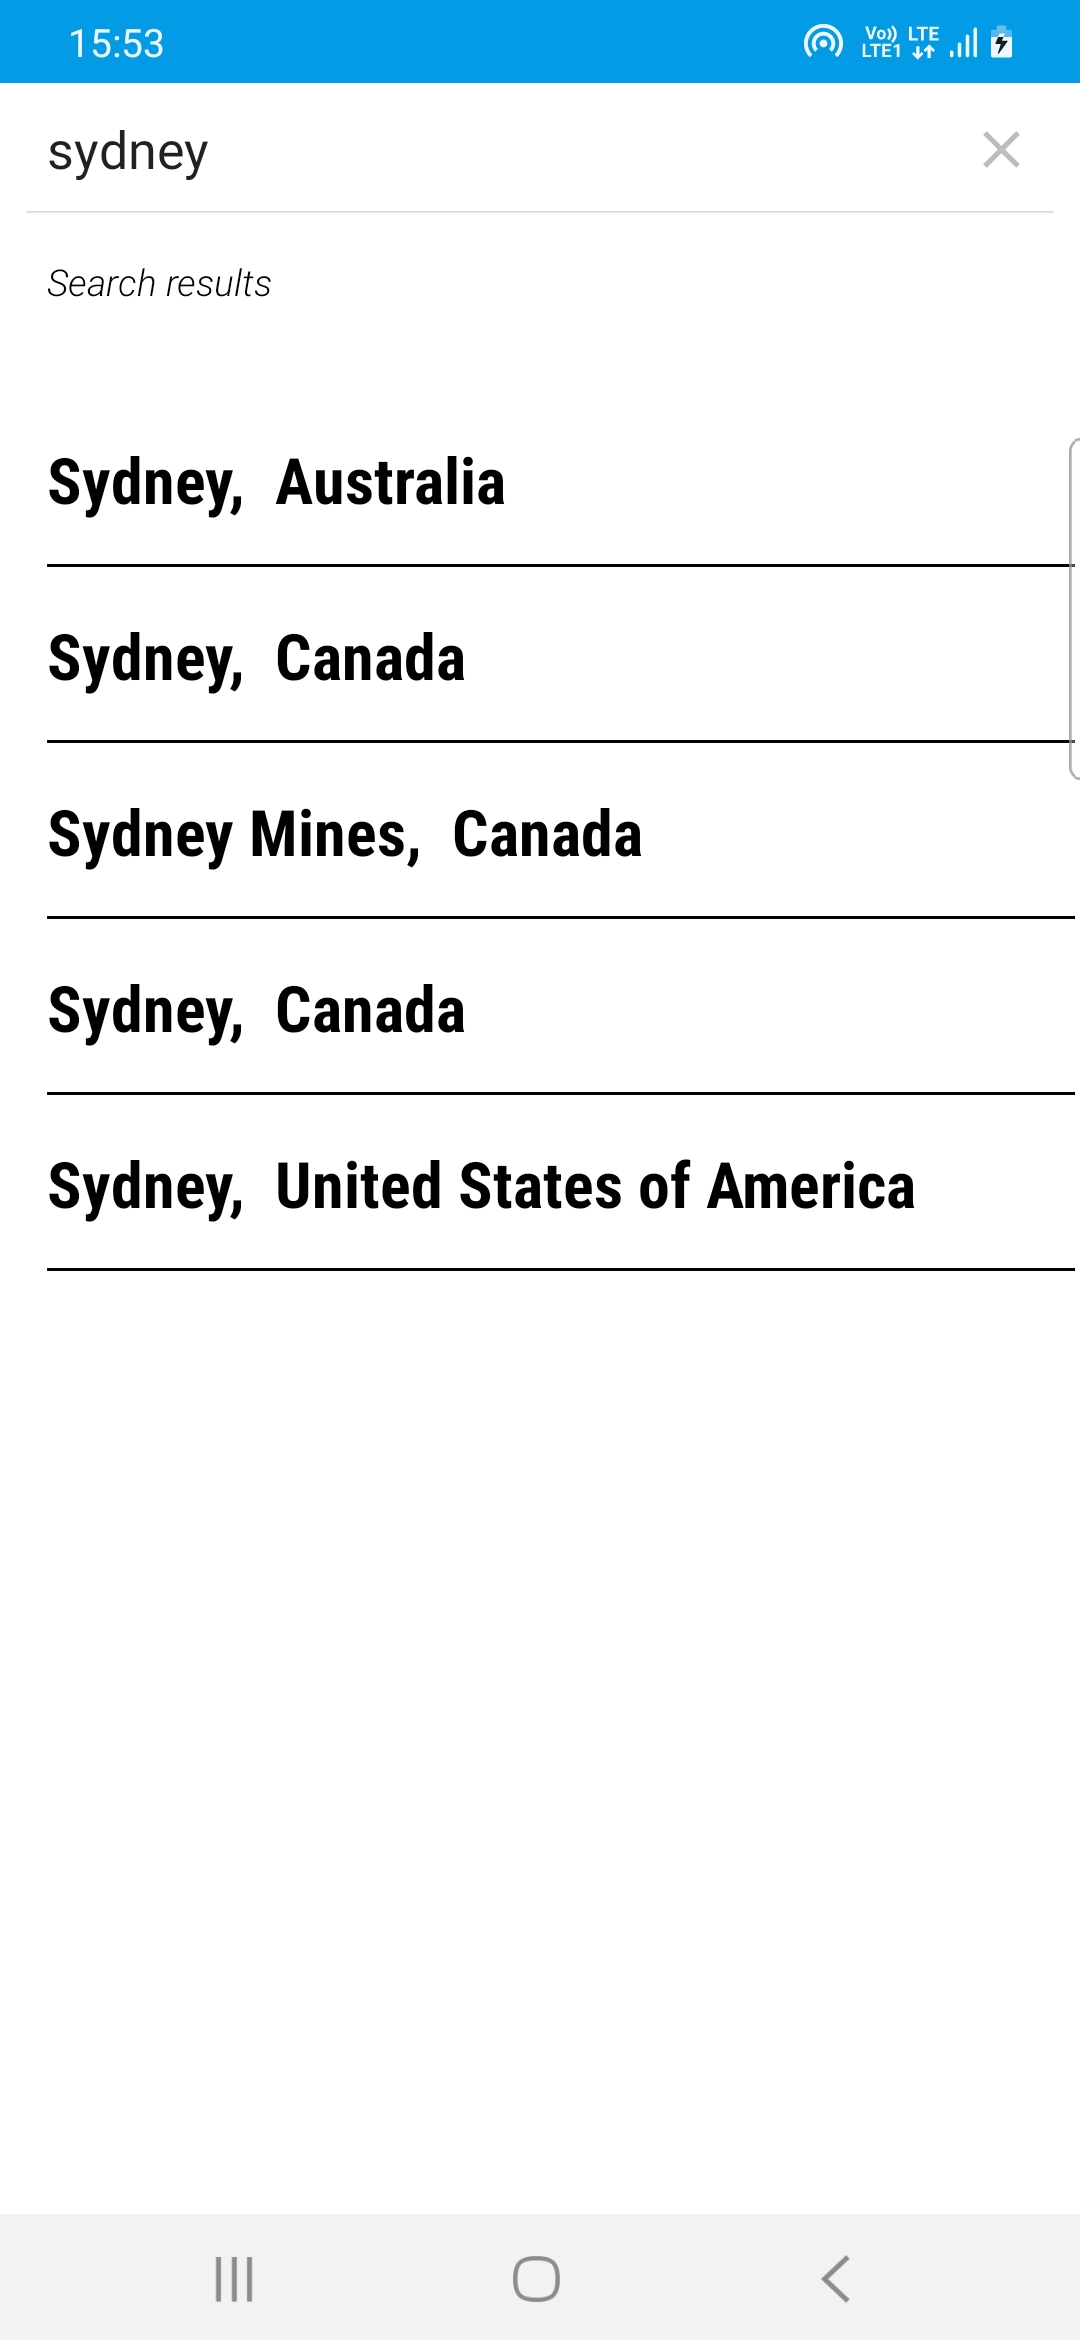 15:53
Vo)) LTE
LTE1
sydney
Search results
Sydney, Australia
Sydney, Canada
Sydney Mines, Canada
Sydney, Canada
Sydney, United States of America